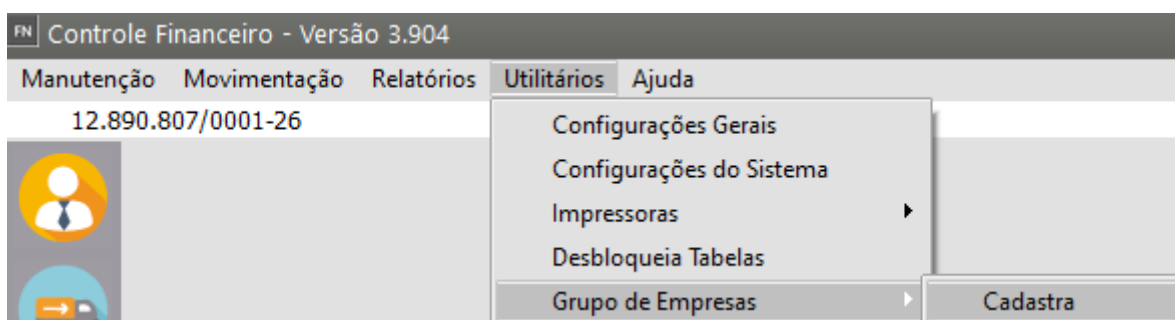 FN Controle Financeiro - Versão 3.904
Manutenção Movimentação Relatórios Utilitários Ajuda
12.890.807/0001-26
Configurações Gerais
Configurações do Sistema
Impressoras
Desbloqueia Tabelas
Grupo de Empresas Cadastra